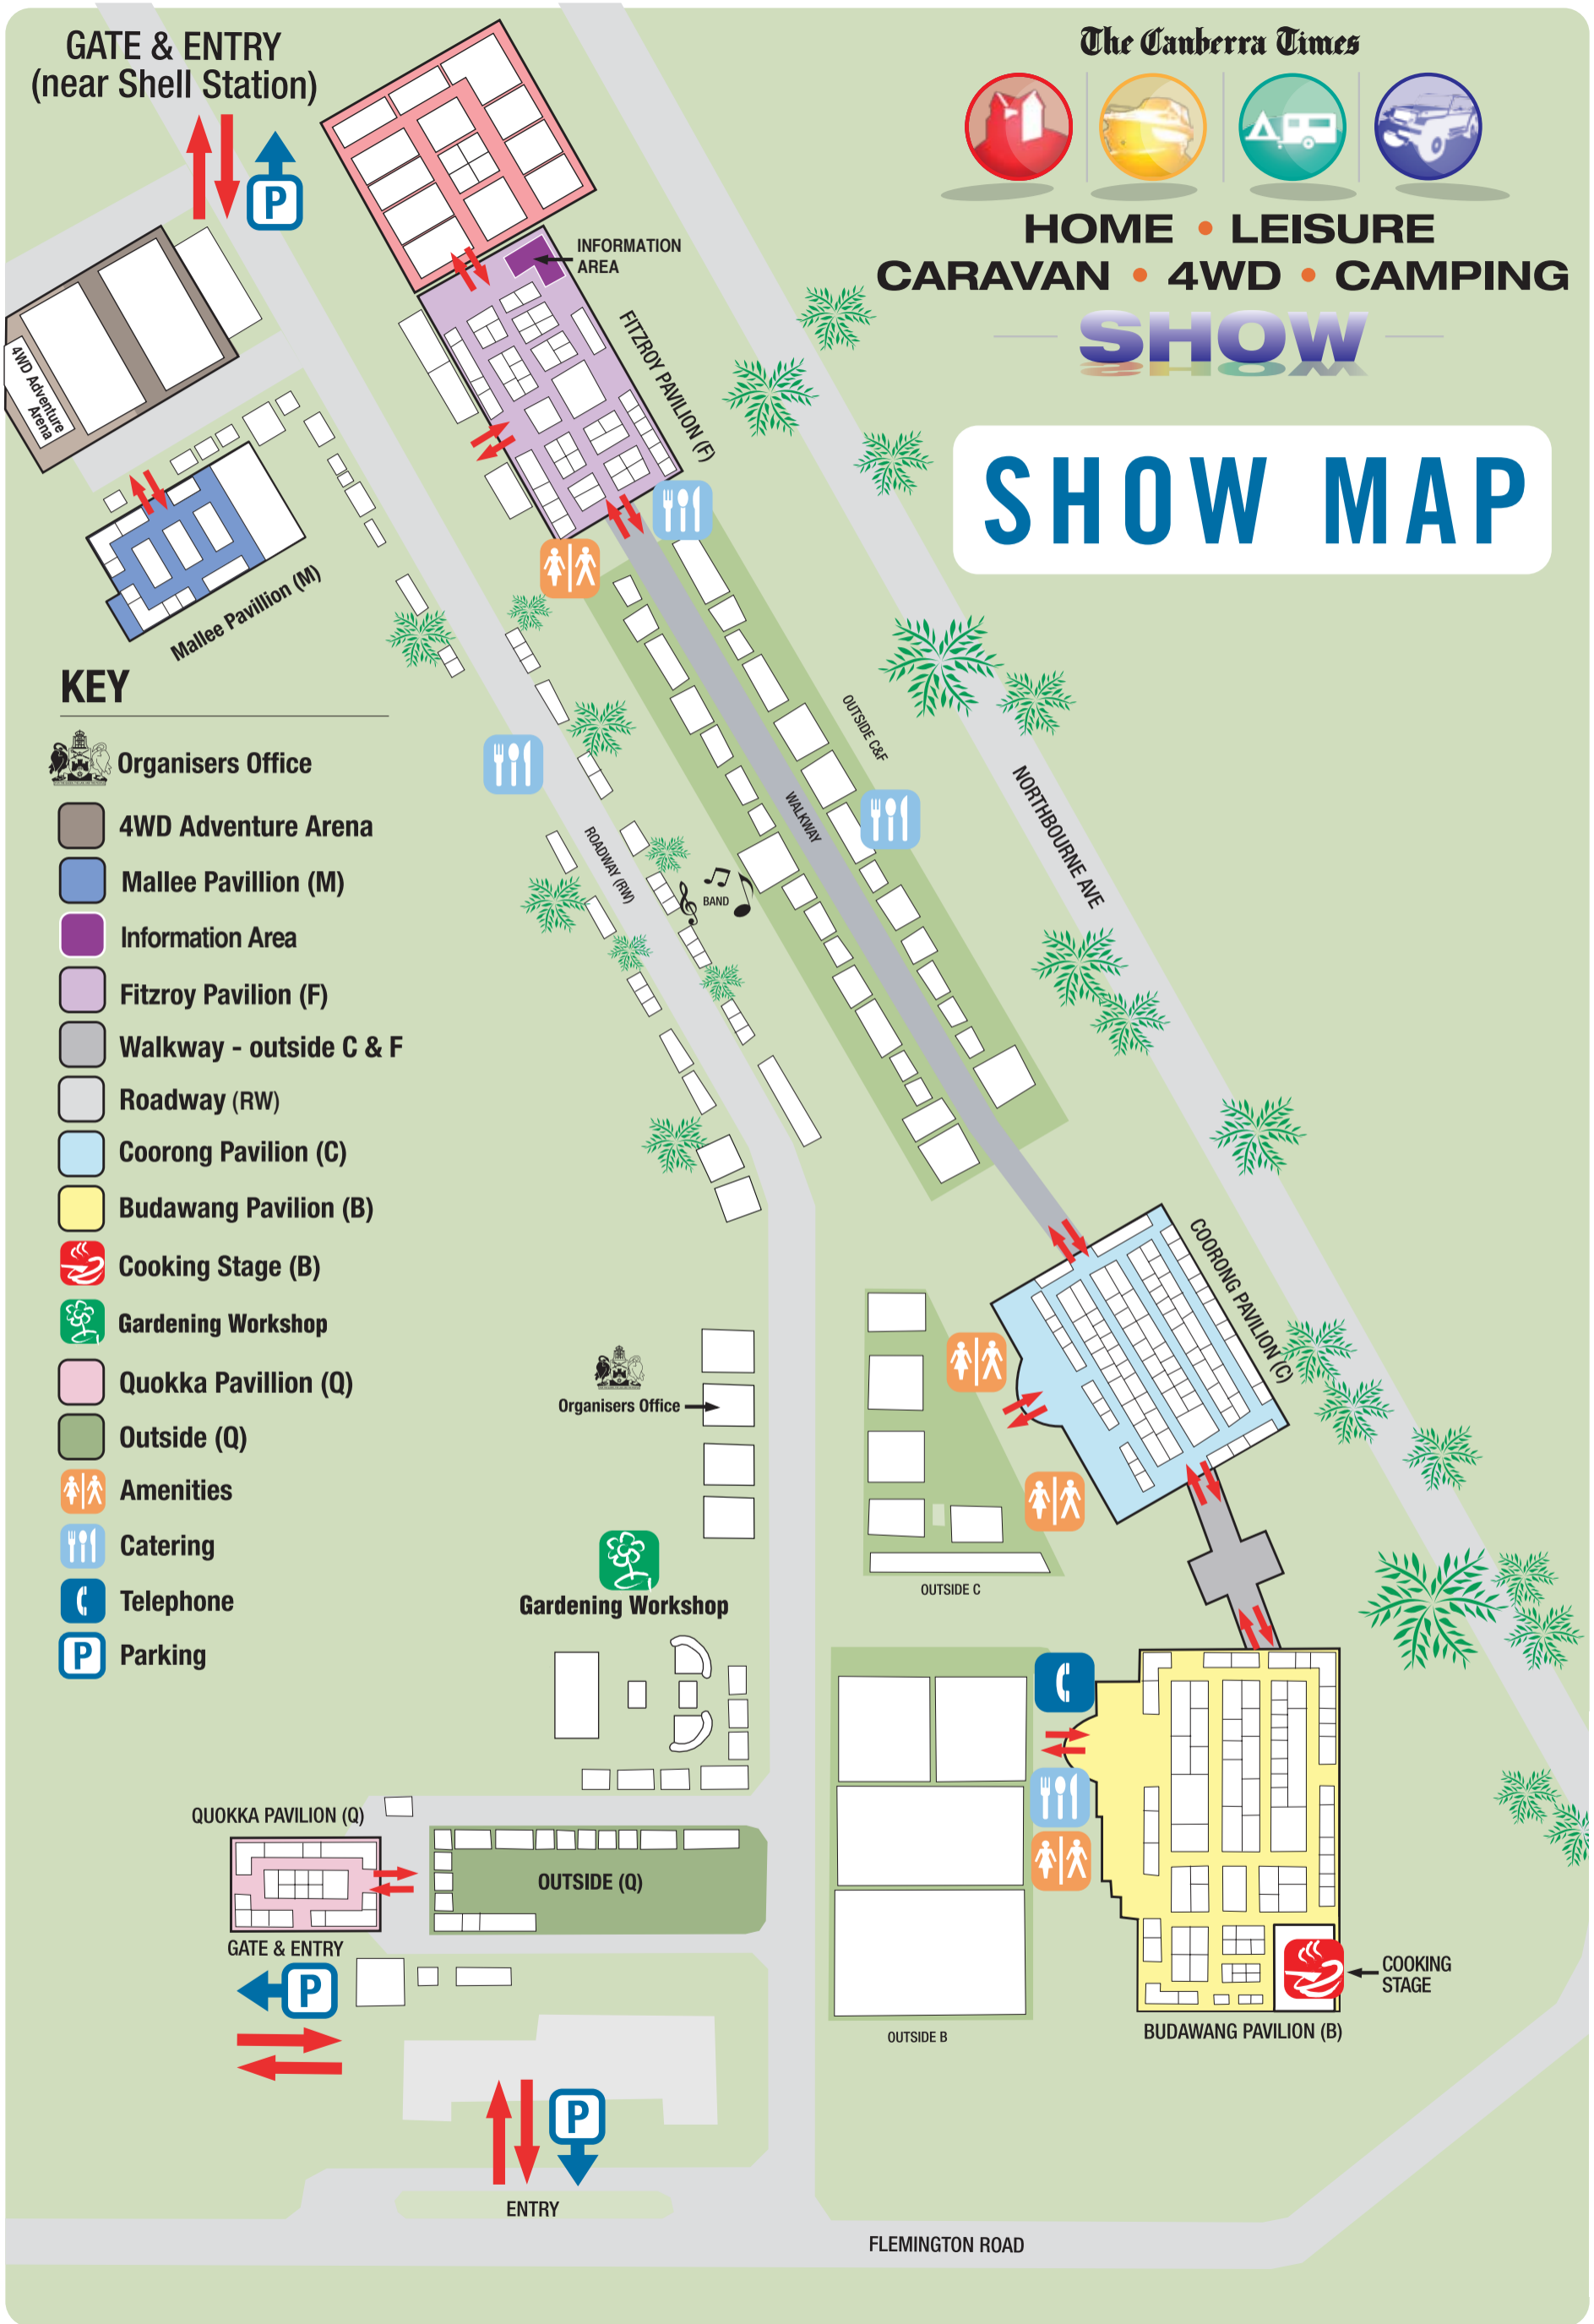 GATE & ENTRY
(near Shell Station)
P
The Canberra Times
HOME • LEISURE
CARAVAN • 4WD • CAMPING
SHOW
SHOW MAP
INFORMATION
AREA
FITZROY PAVILION (F)
4WD Adventure
Arena
Mallee Pavillion (M)
KEY
Organisers Office
4WD Adventure Arena
Mallee Pavillion (M)
Information Area
Fitzroy Pavilion (F)
Walkway - outside C & F
Roadway (RW)
Coorong Pavilion (C)
Budawang Pavilion (B)
Cooking Stage (B)
Gardening Workshop
Quokka Pavillion (Q)
Outside (Q)
Amenities
Catering
Telephone
P Parking
OUTSIDE C&F
WALKWAY
NORTHBOURNE AVE
ROADWAY (RW)
BAND
COORONG PAVILION (C)
Organisers Office
OUTSIDE C
Gardening Workshop
QUOKKA PAVILION (Q)
OUTSIDE (Q)
GATE & ENTRY
P
COOKING
STAGE
BUDAWANG PAVILION (B)
OUTSIDE B
P
ENTRY
FLEMINGTON ROAD